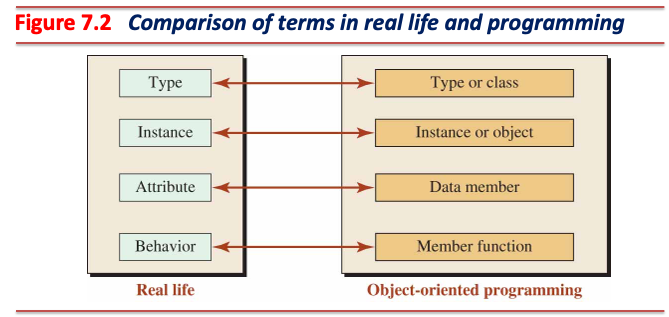 Figure 7.2 Comparison of terms in real life and programming
Type
Type or class
Instance
Instance or object
Attribute
Data member
Behavior
Member function
Real life
Object-oriented programming